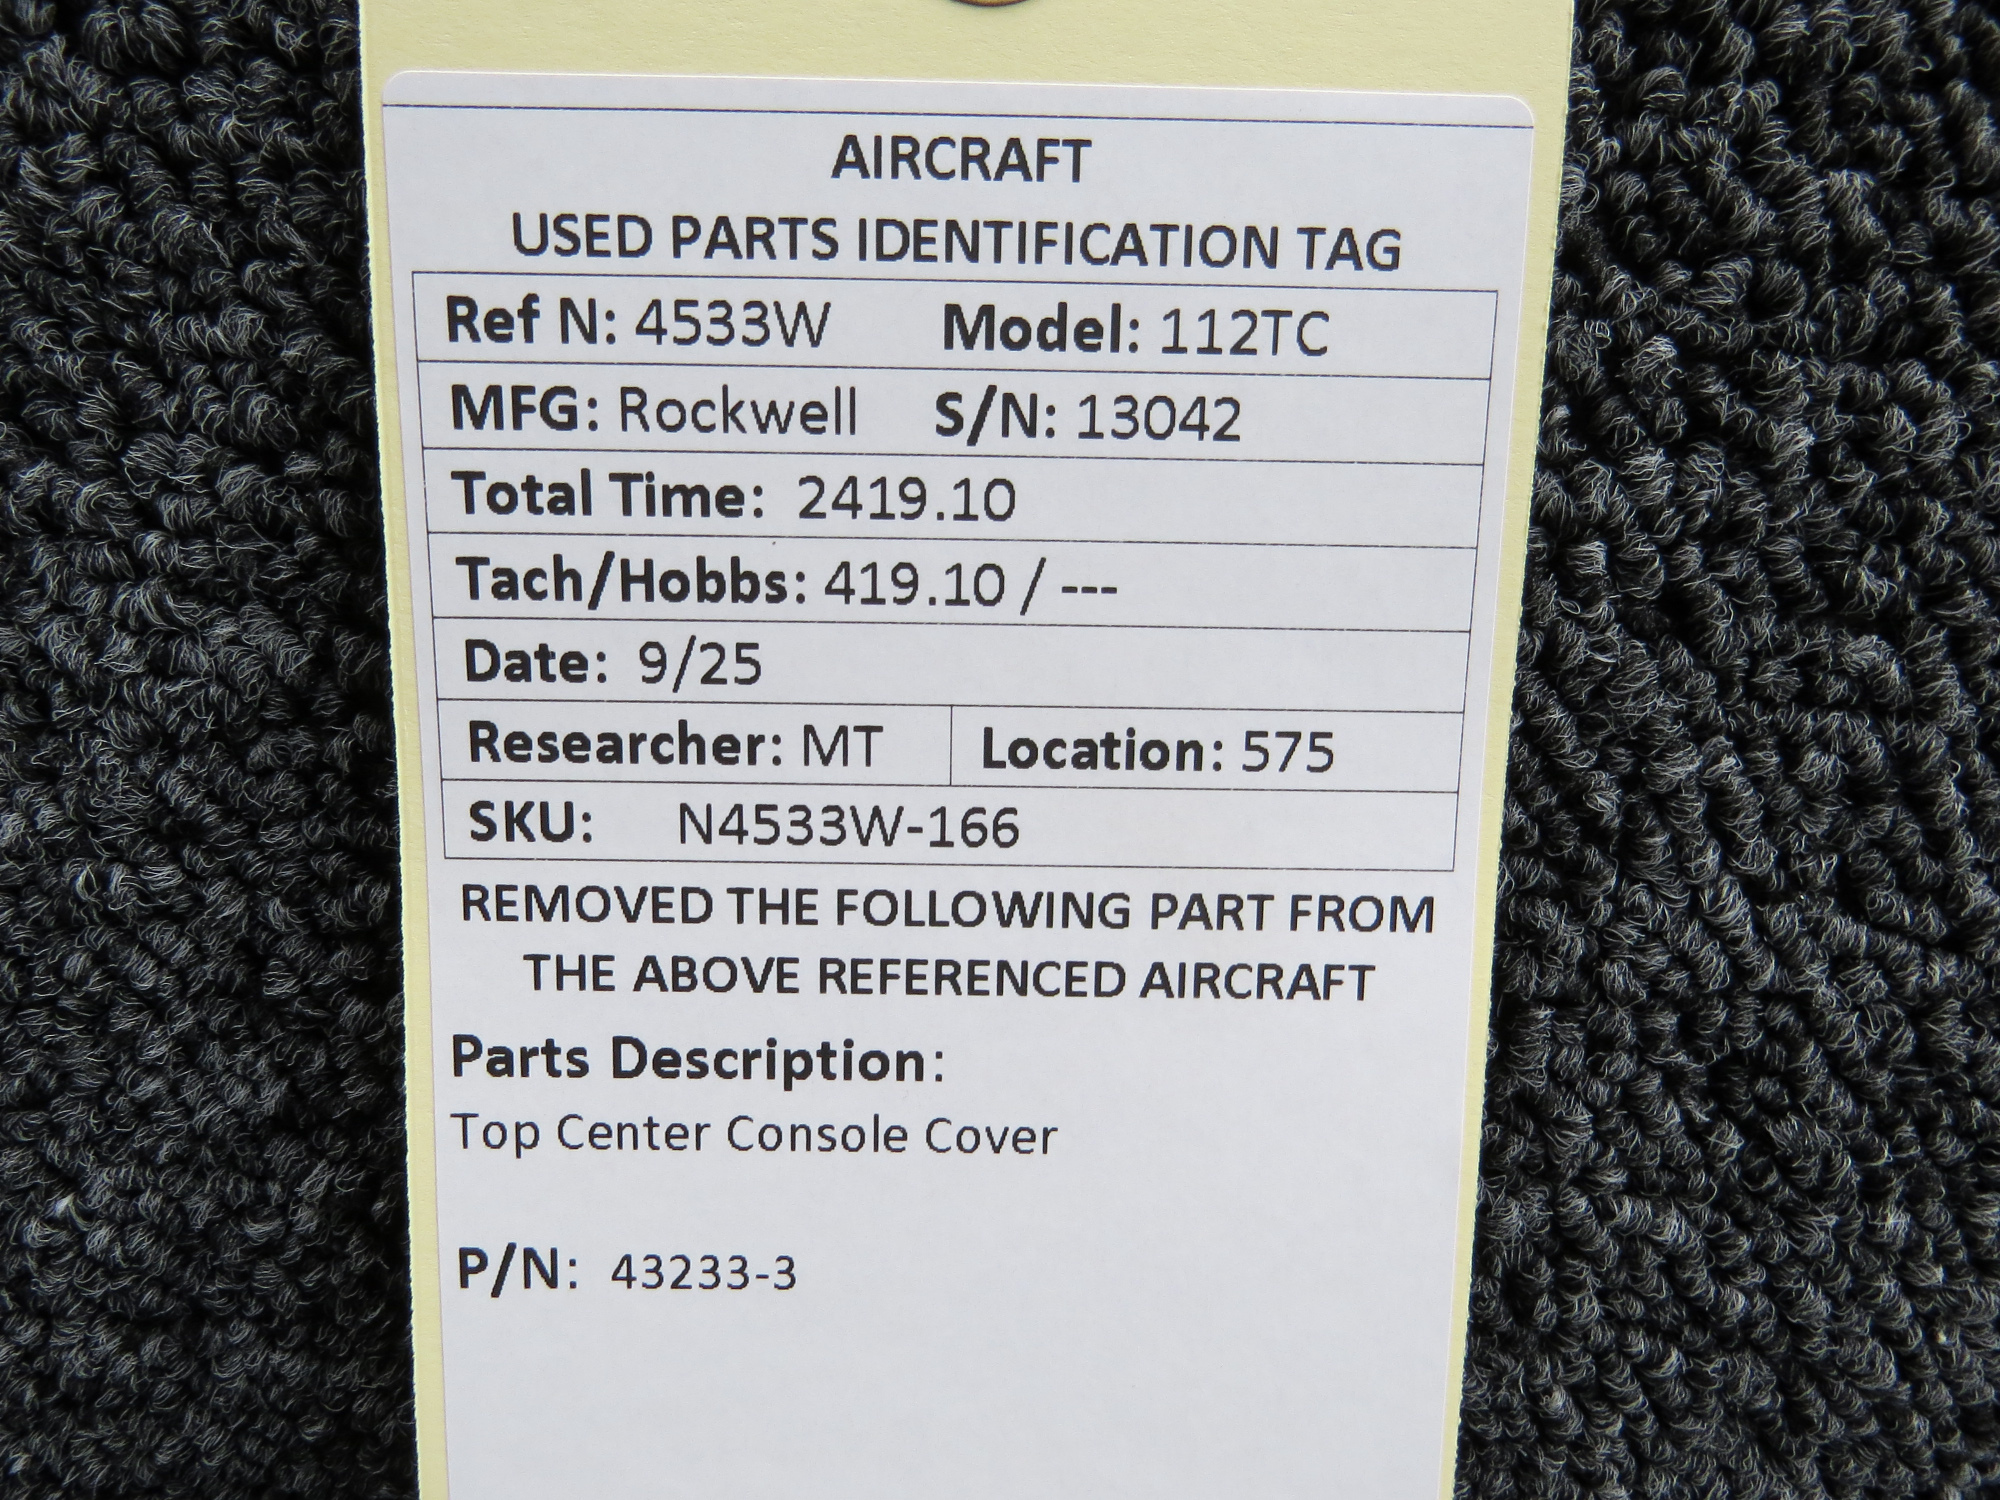 AIRCRAFT
USED PARTS IDENTIFICATION TAG
Ref N: 4533W Model: 112TC
MFG: Rockwell S/N: 13042
Total Time: 2419.10
Tach/Hobbs: 419.10 / ---
Date: 9/25
Researcher: MT Location: 575
SKU: N4533W-166
REMOVED THE FOLLOWING PART FROM
THE ABOVE REFERENCED AIRCRAFT
Parts Description:
Top Center Console Cover
P/N: 43233-3